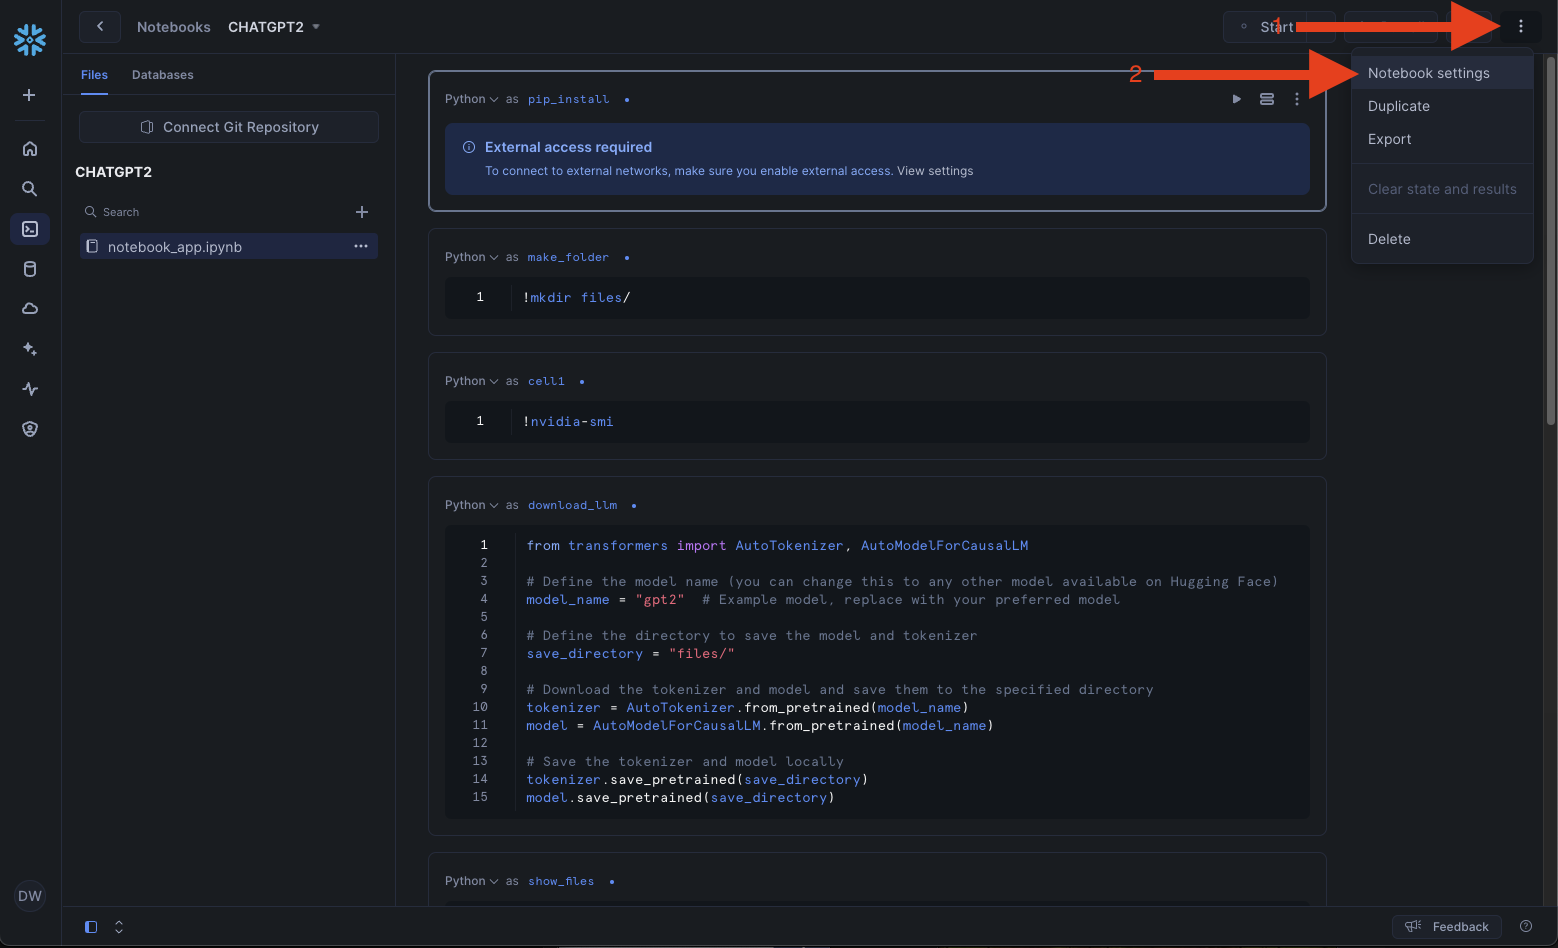 Notebooks CHATGPT2
Start
1
Files Databases
Connect Git Repository
CHATGPT2
Search
notebook_app.ipynb
2
Notebook settings
Duplicate
Export
Clear state and results
Delete
Python as pip_install
External access required
To connect to external networks, make sure you enable external access. View settings
Python as make_folder
1 !mkdir files/
Python as cell1
1 !nvidia-smi
Python as download_llm
1 from transformers import AutoTokenizer, AutoModelForCausalLM
2
3 # Define the model name (you can change this to any other model available on Hugging Face)
4 model_name = "gpt2" # Example model, replace with your preferred model
5
6 # Define the directory to save the model and tokenizer
7 save_directory = "files/"
8
9 # Download the tokenizer and model and save them to the specified directory
10 tokenizer = AutoTokenizer.from_pretrained(model_name)
11 model = AutoModelForCausalLM.from_pretrained(model_name)
12
13 # Save the tokenizer and model locally
14 tokenizer.save_pretrained(save_directory)
15 model.save_pretrained(save_directory)
Python as show_files
DW
Feedback